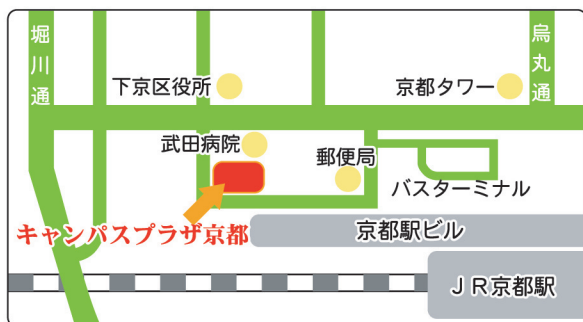 堀川通
烏丸通
下京区役所
京都タワー
武田病院
郵便局
バスターミナル
キャンパスプラザ京都
京都駅ビル
ＪＲ京都駅